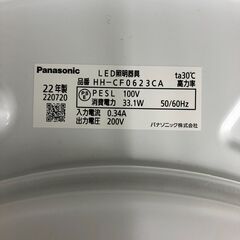 Panasonic
LED照明器具
ta30℃
品番 HH-CF0623CA
高力率
22年製
220720
PSE JET 100V
消費電力 33.1W
50/60Hz
入力電流 0.34A
出力電圧 200V
パナソニック株式会社